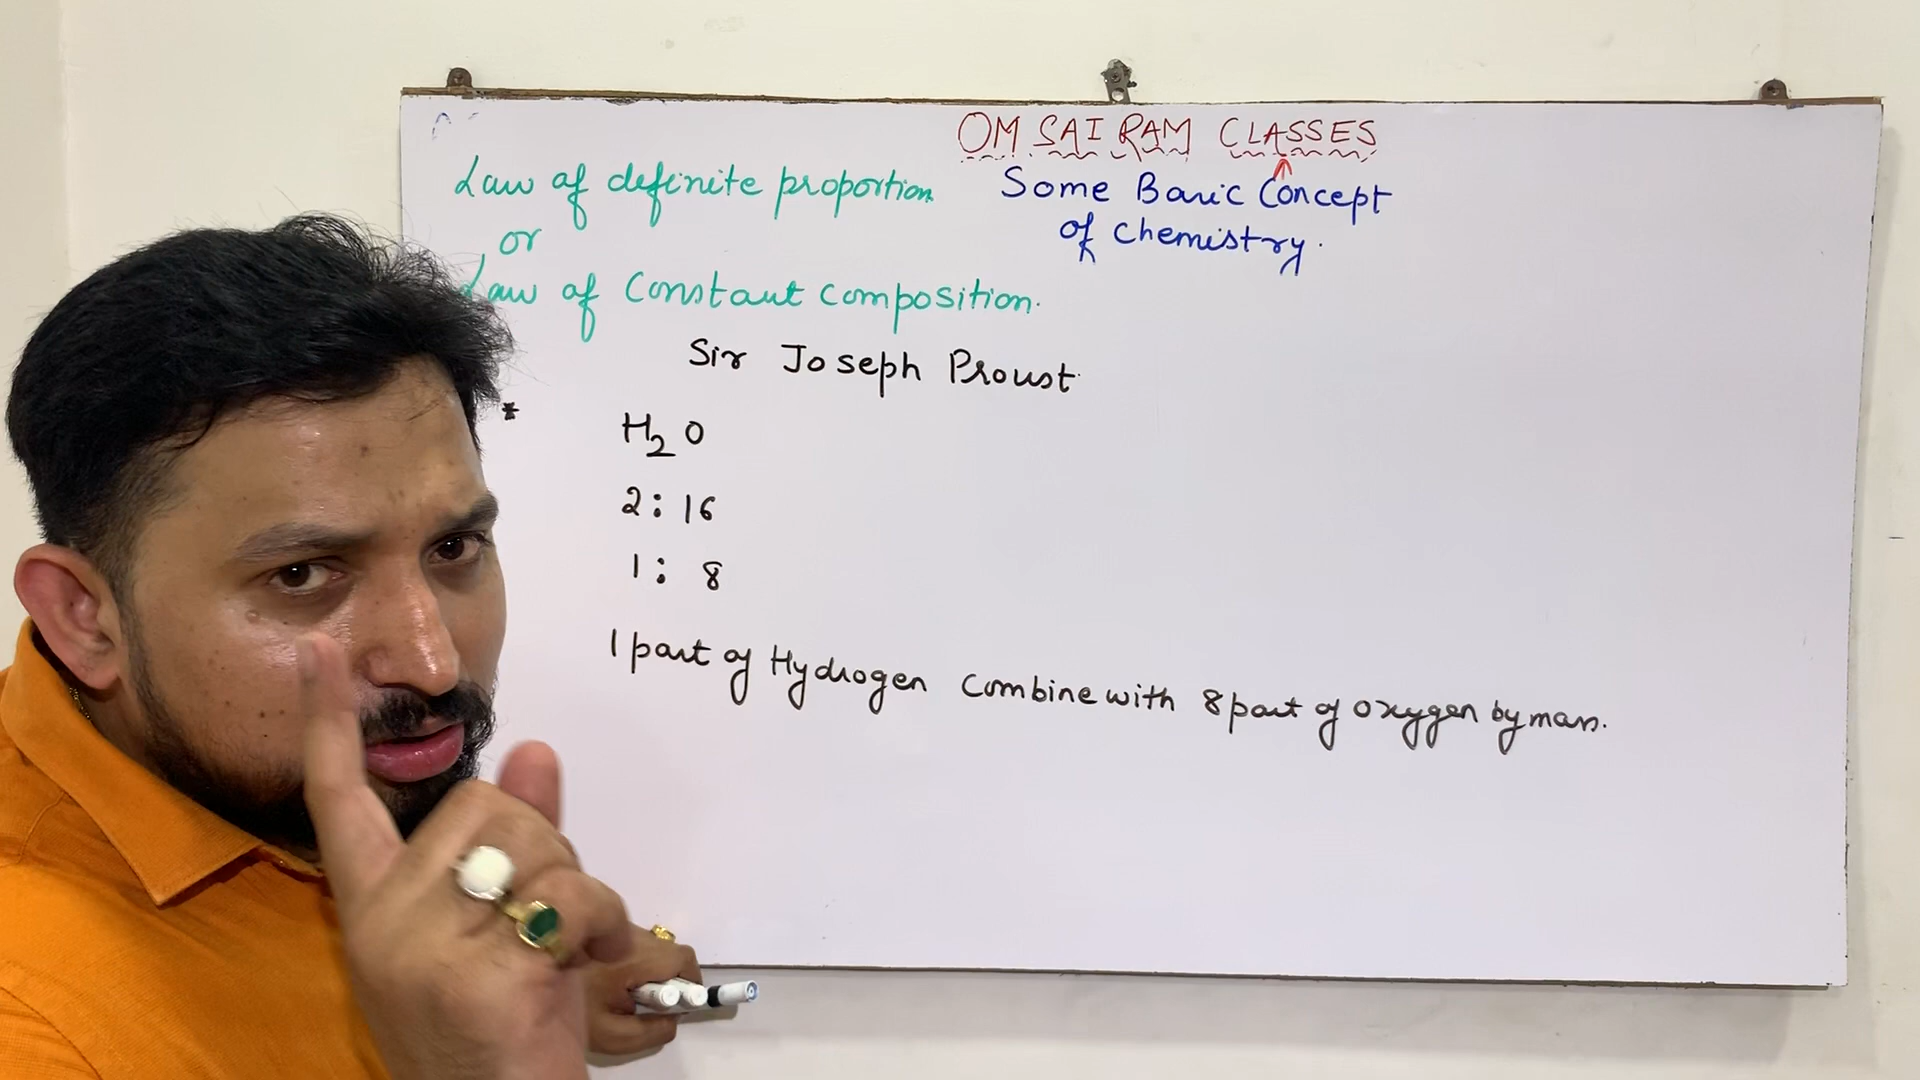 OM SAI RAM CLASSES
Some Basic Concept
of Chemistry.
Law of definite proportion
or
Law of Constant composition.
Sir Joseph Proust
* H2O
2 : 16
1 : 8
1 part of Hydrogen Combine with 8 part of oxygen by mass.